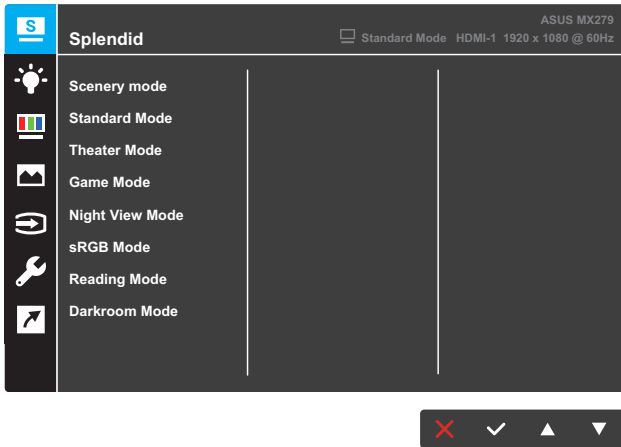 S
ASUS MX279
Splendid
Standard Mode HDMI-1 1920 x 1080 @ 60Hz
Scenery mode
Standard Mode
Theater Mode
Game Mode
Night View Mode
sRGB Mode
Reading Mode
Darkroom Mode